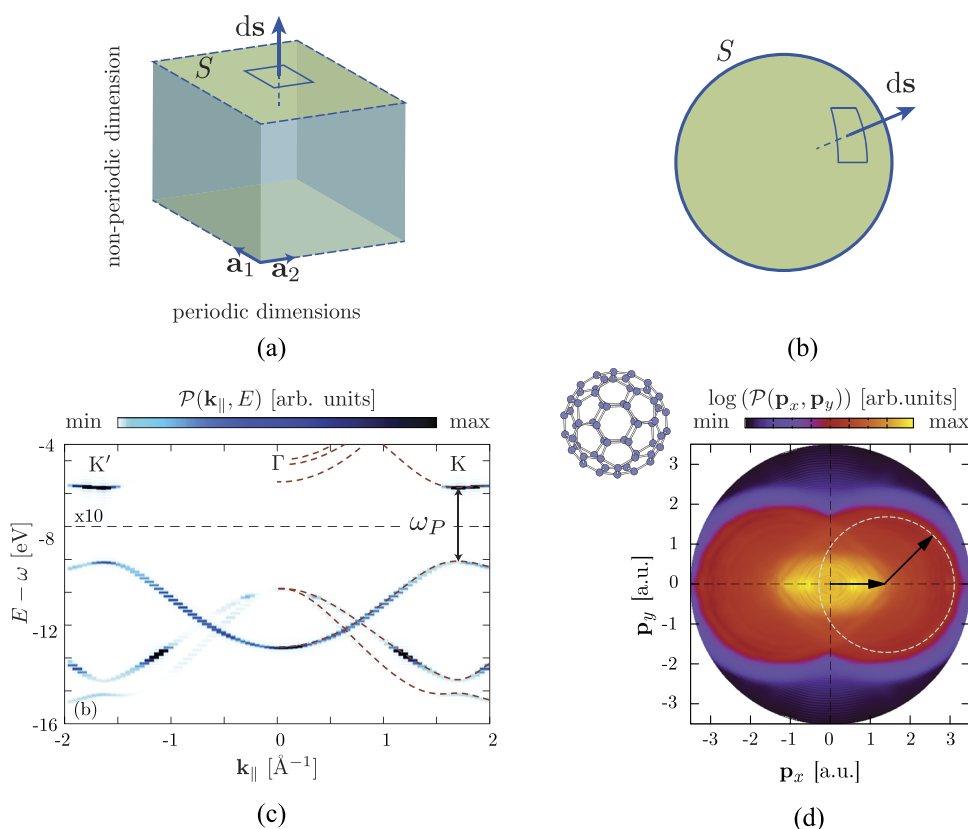 ds
S
non-periodic dimension
a1
a2
periodic dimensions
(a)
S
ds
(b)
P(k∥, E) [arb. units]
min
max
-4
-8
-12
-16
E − ω [eV]
K′
Γ
K
x10
ωP
(b)
-2
-1
0
1
2
k∥ [Å−1]
(c)
log (P(px, py)) [arb.units]
min
max
3
2
1
0
-1
-2
-3
py [a.u.]
-3
-2
-1
0
1
2
3
px [a.u.]
(d)